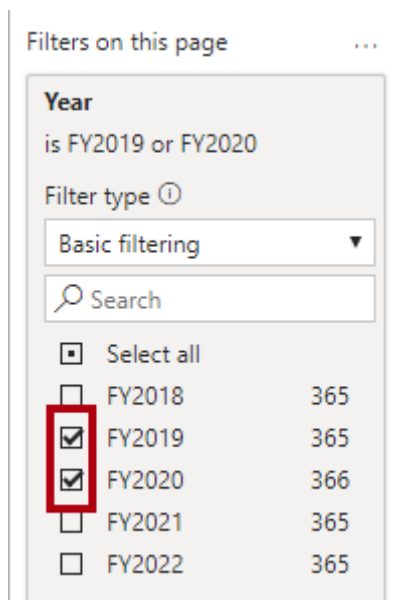 Filters on this page ...
Year
is FY2019 or FY2020
Filter type ⓘ
Basic filtering
Search
Select all
FY2018 365
FY2019 365
FY2020 366
FY2021 365
FY2022 365